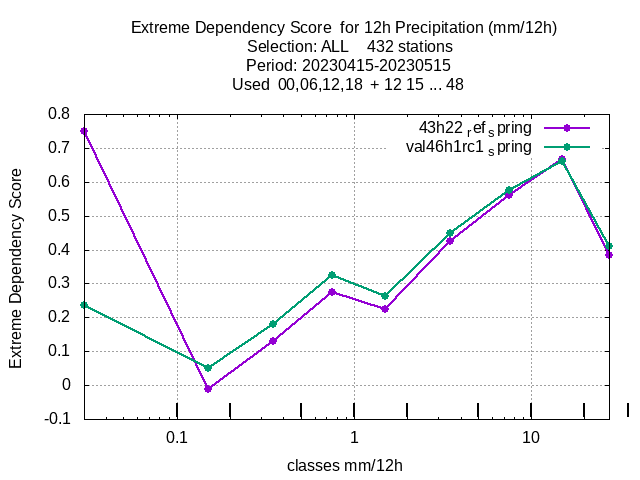 Extreme Dependency Score  for 12h Precipitation (mm/12h)
Selection: ALL    432 stations
Period: 20230415-20230515
Used  00,06,12,18  + 12 15 ... 48
43h22 ref spring
val46h1rc1 spring
Extreme Dependency Score
0.8
0.7
0.6
0.5
0.4
0.3
0.2
0.1
0
-0.1
0.1
1
10
classes mm/12h